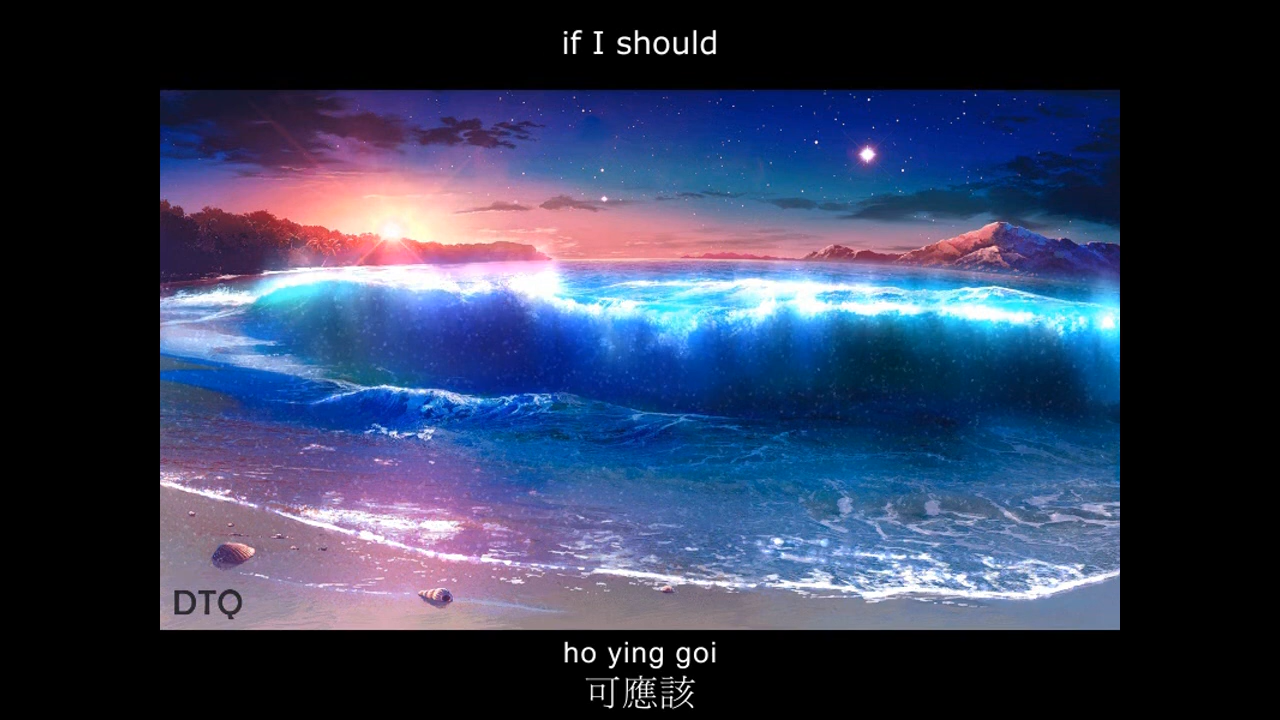 if I should
DTQ
ho ying goi
可應該